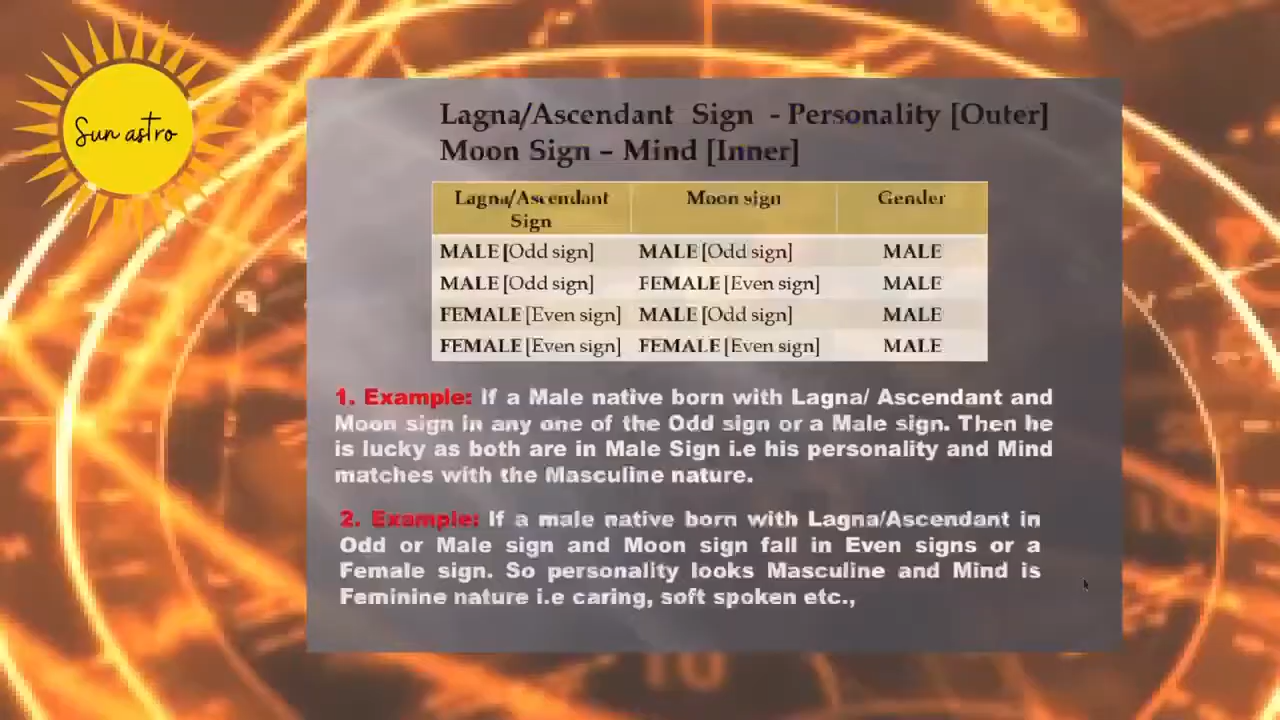 Sun astro
Lagna/Ascendant Sign - Personality [Outer]
Moon Sign – Mind [Inner]
Lagna/Ascendant Sign Moon sign Gender
MALE [Odd sign] MALE [Odd sign] MALE
MALE [Odd sign] FEMALE [Even sign] MALE
FEMALE [Even sign] MALE [Odd sign] MALE
FEMALE [Even sign] FEMALE [Even sign] MALE
1. Example: If a Male native born with Lagna/ Ascendant and
Moon sign in any one of the Odd sign or a Male sign. Then he
is lucky as both are in Male Sign i.e his personality and Mind
matches with the Masculine nature.
2. Example: If a male native born with Lagna/Ascendant in
Odd or Male sign and Moon sign fall in Even signs or a
Female sign. So personality looks Masculine and Mind is
Feminine nature i.e caring, soft spoken etc.,
10